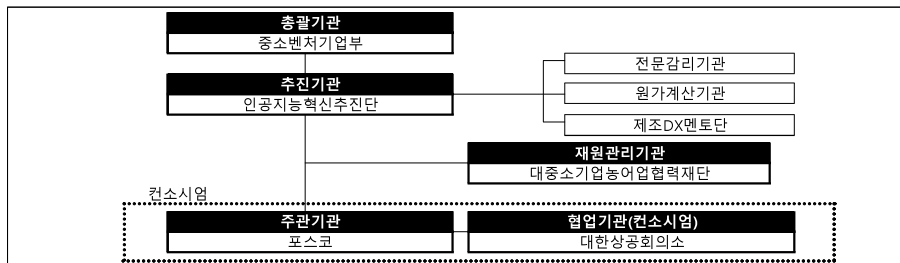 총괄기관
중소벤처기업부
추진기관
인공지능혁신추진단
전문감리기관
원가계산기관
제조DX멘토단
재원관리기관
대중소기업농어업협력재단
컨소시엄
주관기관
포스코
협업기관(컨소시엄)
대한상공회의소